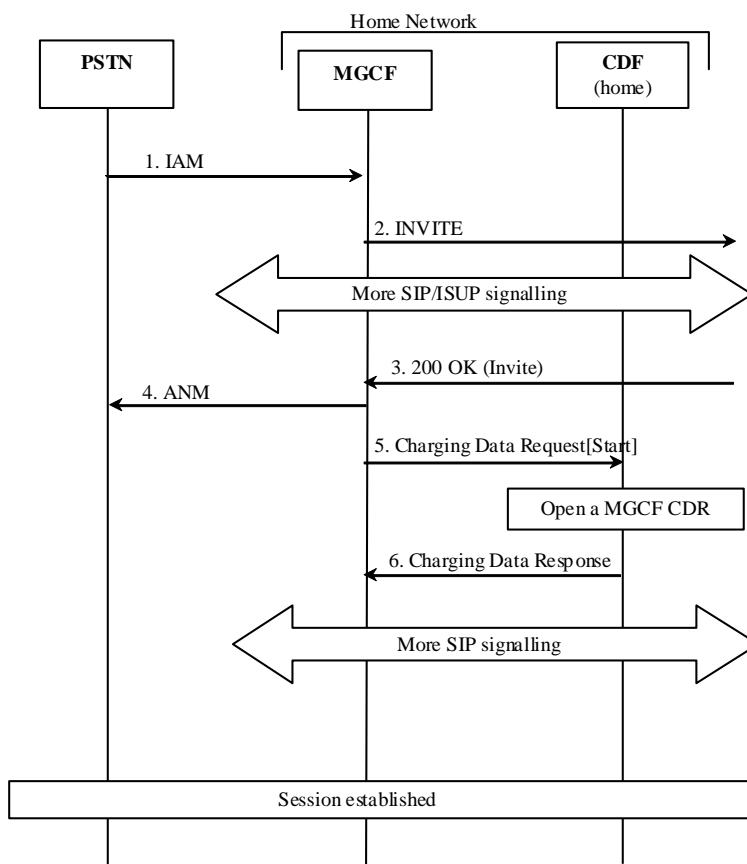 Home Network
PSTN
MGCF
CDF
(home)
1. IAM
2. INVITE
More SIP/ISUP signalling
3. 200 OK (Invite)
4. ANM
5. Charging Data Request[Start]
Open a MGCF CDR
6. Charging Data Response
More SIP signalling
Session established